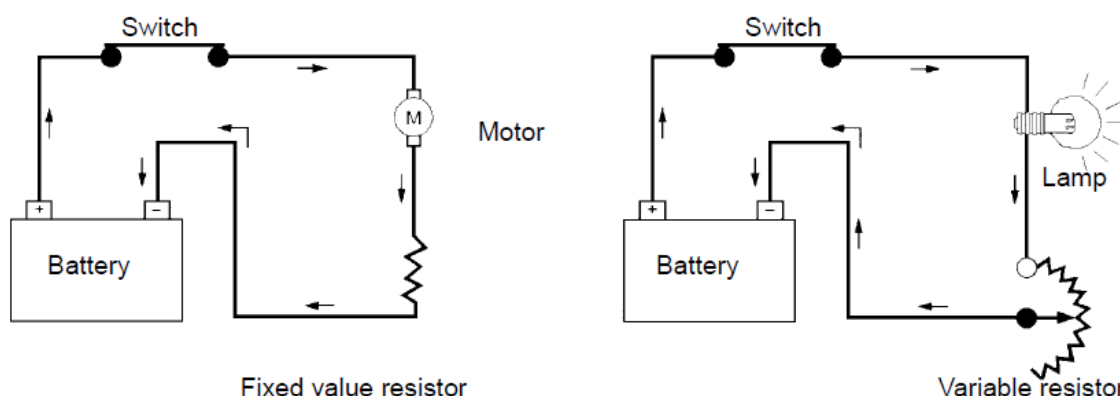 Switch
M
Motor
+
−
Battery
Fixed value resistor
Switch
Lamp
+
−
Battery
Variable resistor